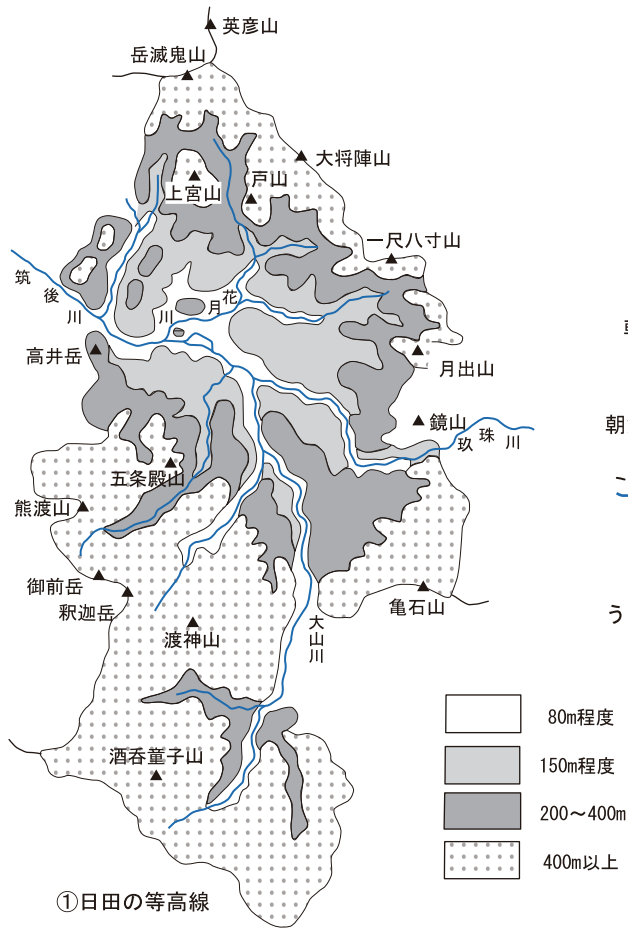 英彦山
岳滅鬼山
大将陣山
上宮山
戸山
一尺八寸山
筑後川
花月川
高井岳
月出山
鏡山
玖珠川
五条殿山
熊渡山
御前岳
釈迦岳
亀石山
渡神山
大山川
酒呑童子山
80m程度
150m程度
200～400m
400m以上
①日田の等高線
朝
こ
う